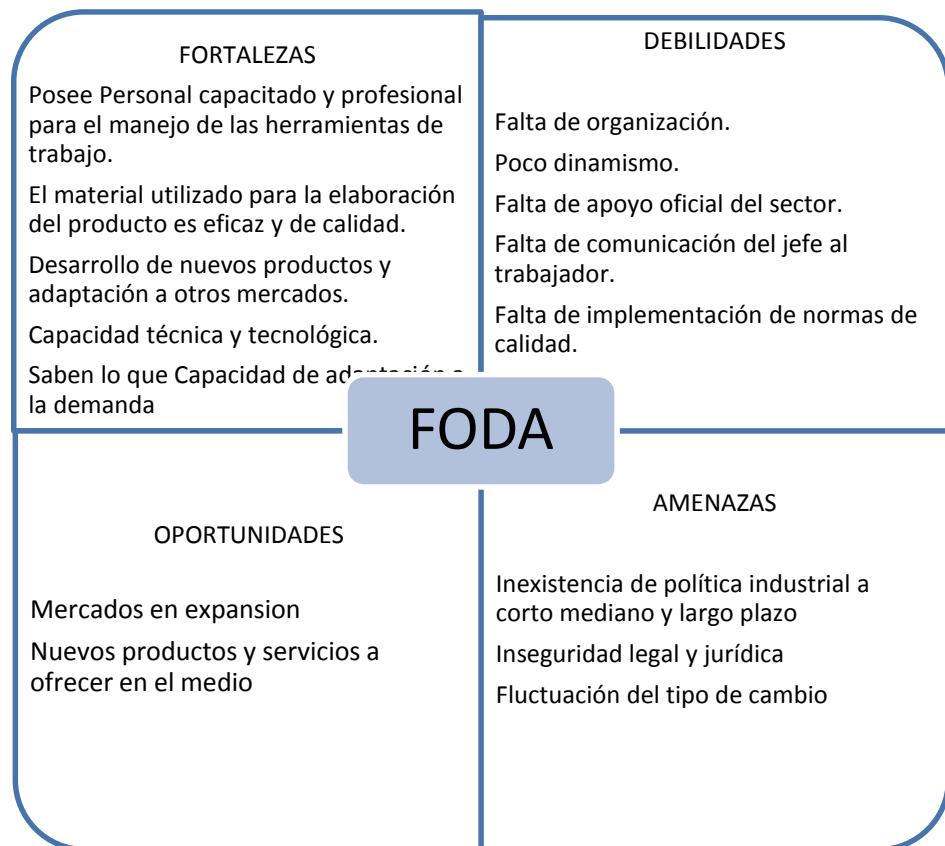 FORTALEZAS
Posee Personal capacitado y profesional
para el manejo de las herramientas de
trabajo.
El material utilizado para la elaboración
del producto es eficaz y de calidad.
Desarrollo de nuevos productos y
adaptación a otros mercados.
Capacidad técnica y tecnológica.
Saben lo que Capacidad de adaptación a
la demanda
DEBILIDADES
Falta de organización.
Poco dinamismo.
Falta de apoyo oficial del sector.
Falta de comunicación del jefe al
trabajador.
Falta de implementación de normas de
calidad.
FODA
OPORTUNIDADES
Mercados en expansion
Nuevos productos y servicios a
ofrecer en el medio
AMENAZAS
Inexistencia de política industrial a
corto mediano y largo plazo
Inseguridad legal y jurídica
Fluctuación del tipo de cambio